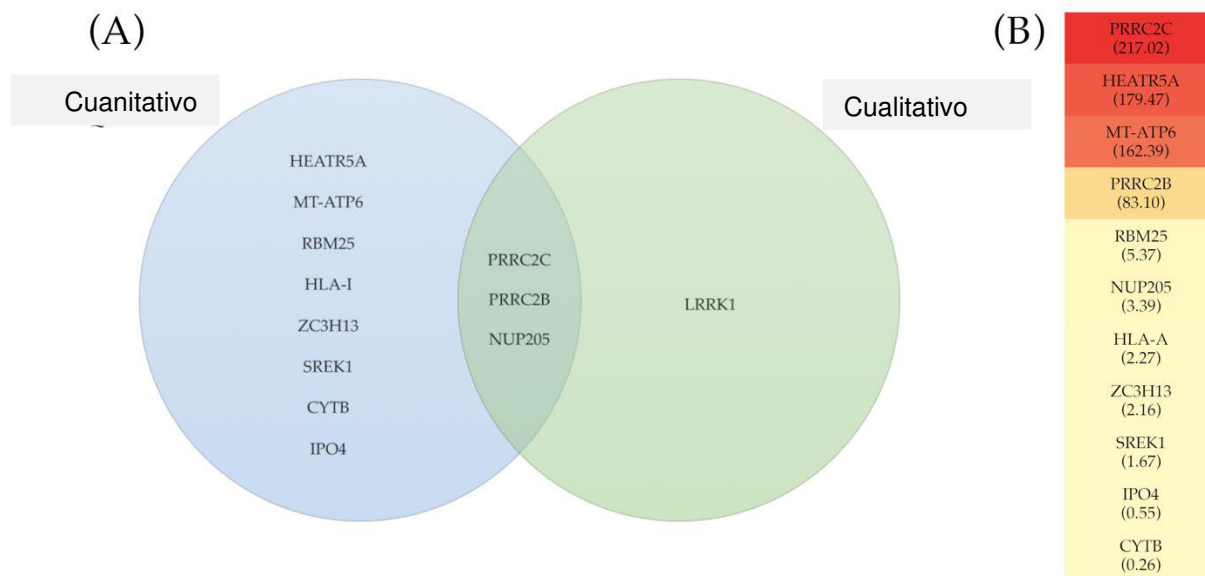 (A)
Cuanitativo
HEATR5A
MT-ATP6
RBM25
HLA-I
ZC3H13
SREK1
CYTB
IPO4
PRRC2C
PRRC2B
NUP205
Cualitativo
LRRK1
(B)
PRRC2C
(217.02)
HEATR5A
(179.47)
MT-ATP6
(162.39)
PRRC2B
(83.10)
RBM25
(5.37)
NUP205
(3.39)
HLA-A
(2.27)
ZC3H13
(2.16)
SREK1
(1.67)
IPO4
(0.55)
CYTB
(0.26)